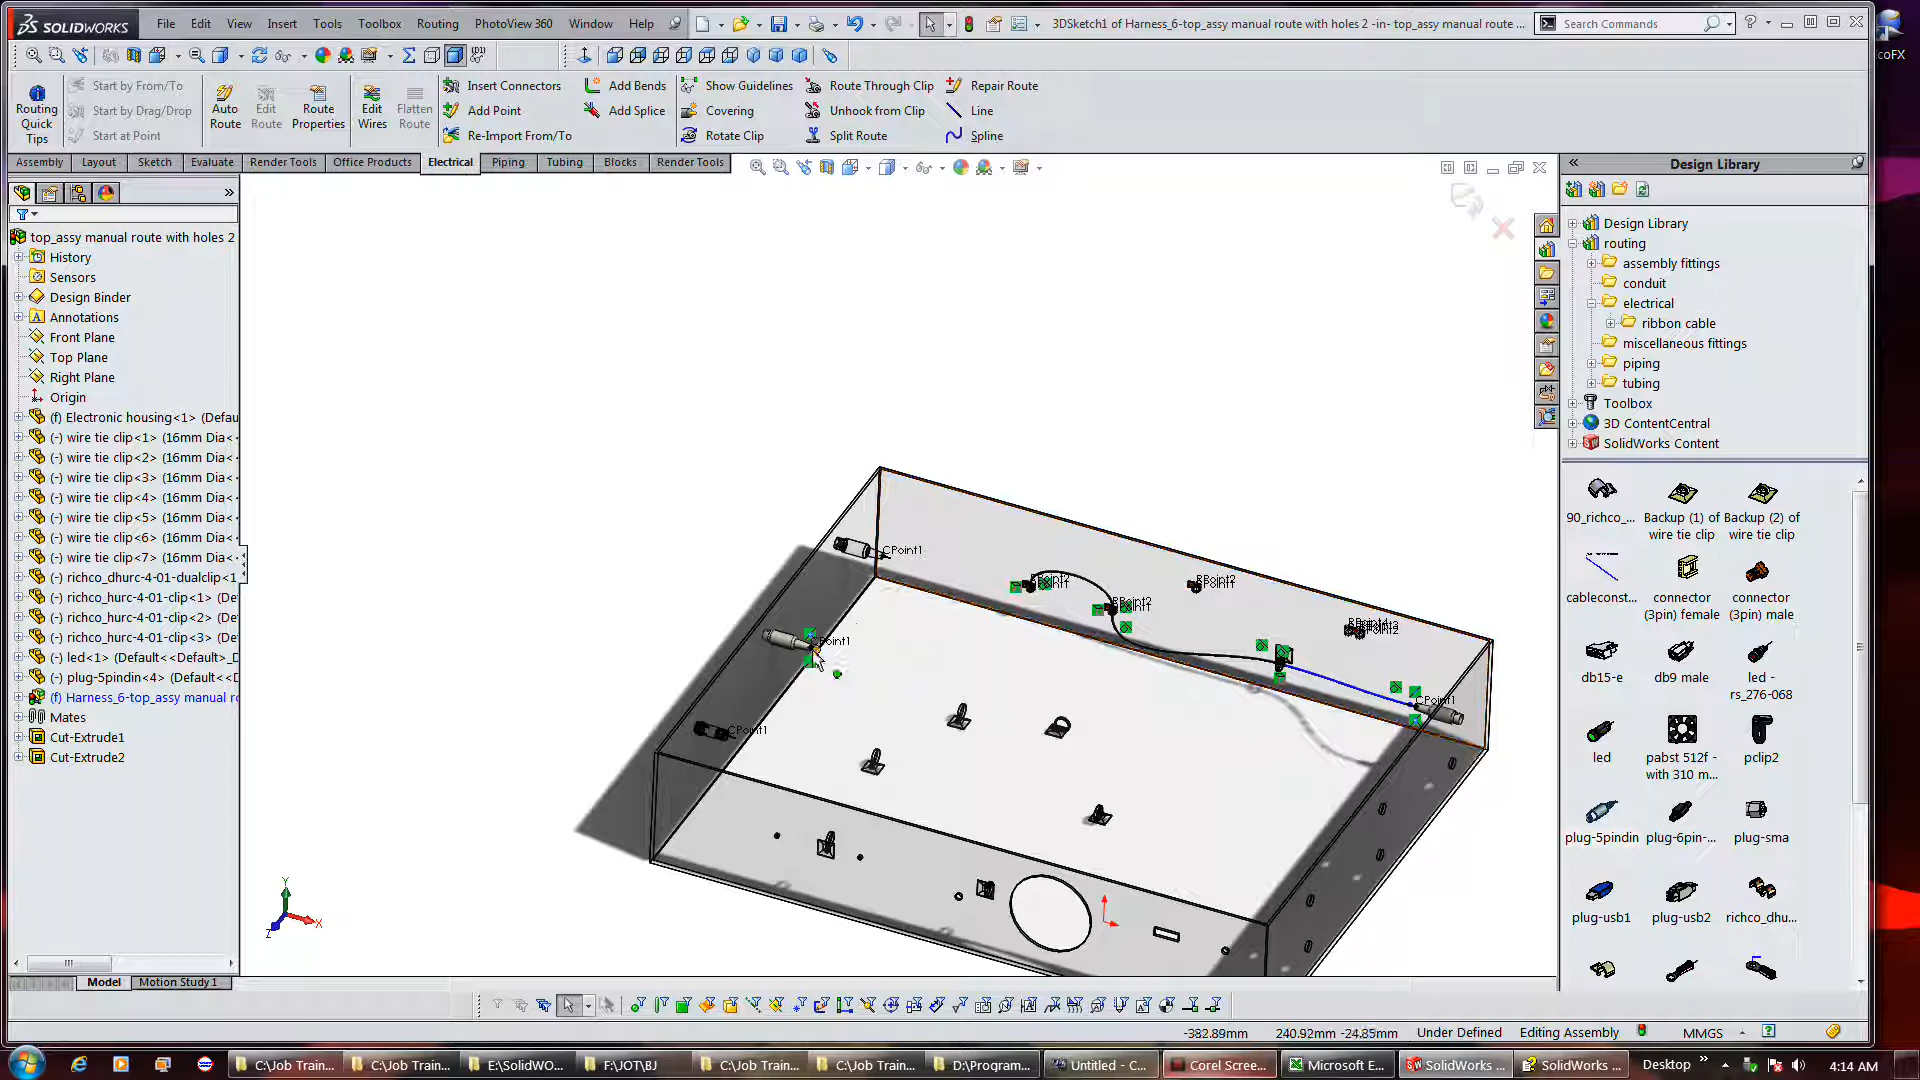 SOLIDWORKS
File Edit View Insert Tools Toolbox Routing PhotoView 360 Window Help
3DSketch1 of Harness_6-top_assy manual route with holes 2 -in- top_assy manual route ...
Search Commands
coFX
Routing Quick Tips
Start by From/To
Start by Drag/Drop
Start at Point
Auto Route
Edit Route
Route Properties
Edit Wires
Flatten Route
Insert Connectors
Add Point
Re-Import From/To
Add Bends
Add Splice
Show Guidelines
Covering
Rotate Clip
Route Through Clip
Unhook from Clip
Split Route
Repair Route
Line
Spline
Assembly Layout Sketch Evaluate Render Tools Office Products Electrical Piping Tubing Blocks Render Tools
top_assy manual route with holes 2
History
Sensors
Design Binder
Annotations
Front Plane
Top Plane
Right Plane
Origin
(f) Electronic housing<1> (Defau
(-) wire tie clip<1> (16mm Dia<
(-) wire tie clip<2> (16mm Dia<
(-) wire tie clip<3> (16mm Dia<
(-) wire tie clip<4> (16mm Dia<
(-) wire tie clip<5> (16mm Dia<
(-) wire tie clip<6> (16mm Dia<
(-) wire tie clip<7> (16mm Dia<
(-) richco_dhurc-4-01-dualclip<1
(-) richco_hurc-4-01-clip<1> (De
(-) richco_hurc-4-01-clip<2> (De
(-) richco_hurc-4-01-clip<3> (De
(-) led<1> (Default<<Default>_D
(-) plug-5pindin<4> (Default<<D
(f) Harness_6-top_assy manual ro
Mates
Cut-Extrude1
Cut-Extrude2
CPoint1
CPoint1
CPoint1
CPoint1
RPoint2
RPoint2
Y
X
Z
Design Library
Design Library
routing
assembly fittings
conduit
electrical
ribbon cable
miscellaneous fittings
piping
tubing
Toolbox
3D ContentCentral
SolidWorks Content
90_richco_...
Backup (1) of wire tie clip
Backup (2) of wire tie clip
cableconst...
connector (3pin) female
connector (3pin) male
db15-e
db9 male
led - rs_276-068
led
pabst 512f - with 310 m...
pclip2
plug-5pindin
plug-6pin-...
plug-sma
plug-usb1
plug-usb2
richco_dhu...
Model Motion Study 1
-382.89mm 240.92mm -24.85mm Under Defined Editing Assembly MMGS
C:\Job Train... C:\Job Train... E:\SolidWO... F:\JOT\BJ C:\Job Train... C:\Job Train... D:\Program... Untitled - C... Corel Scree... Microsoft E... SolidWorks ... SolidWorks ... Desktop 4:14 AM